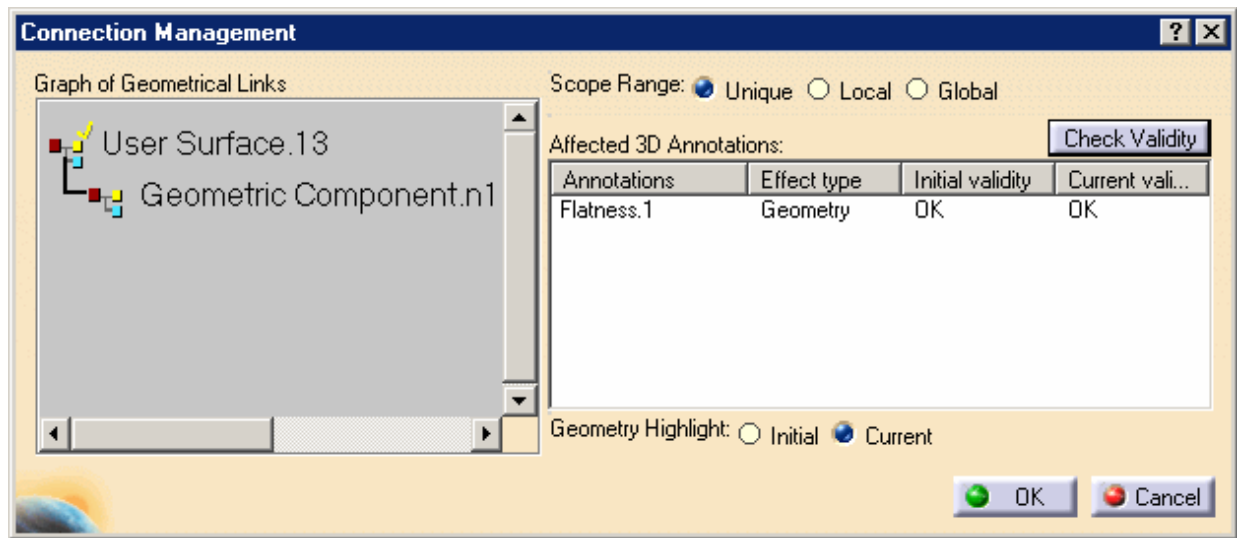 Connection Management
Graph of Geometrical Links
User Surface.13
Geometric Component.n1
Scope Range: Unique Local Global
Affected 3D Annotations:
Check Validity
Annotations Effect type Initial validity Current vali...
Flatness.1 Geometry OK OK
Geometry Highlight: Initial Current
OK Cancel